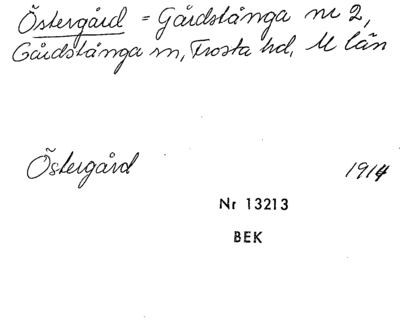 Östergård = Gårdstånga nr 2,
Gårdstånga sn, Frosta hd, M län
Östergård 1914
Nr 13213
BEK